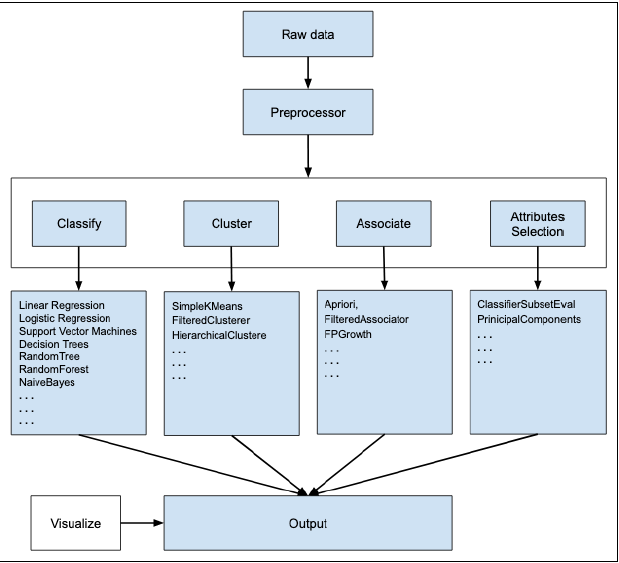 Raw data
Preprocessor
Classify
Cluster
Associate
Attributes
Selection
Linear Regression
Logistic Regression
Support Vector Machines
Decision Trees
RandomTree
RandomForest
NaiveBayes
. . .
. . .
. . .
SimpleKMeans
FilteredClusterer
HierarchicalClustere
. . .
. . .
. . .
Apriori,
FilteredAssociator
FPGrowth
. . .
. . .
. . .
ClassifierSubsetEval
PrinicipalComponents
. . .
. . .
. . .
Visualize
Output